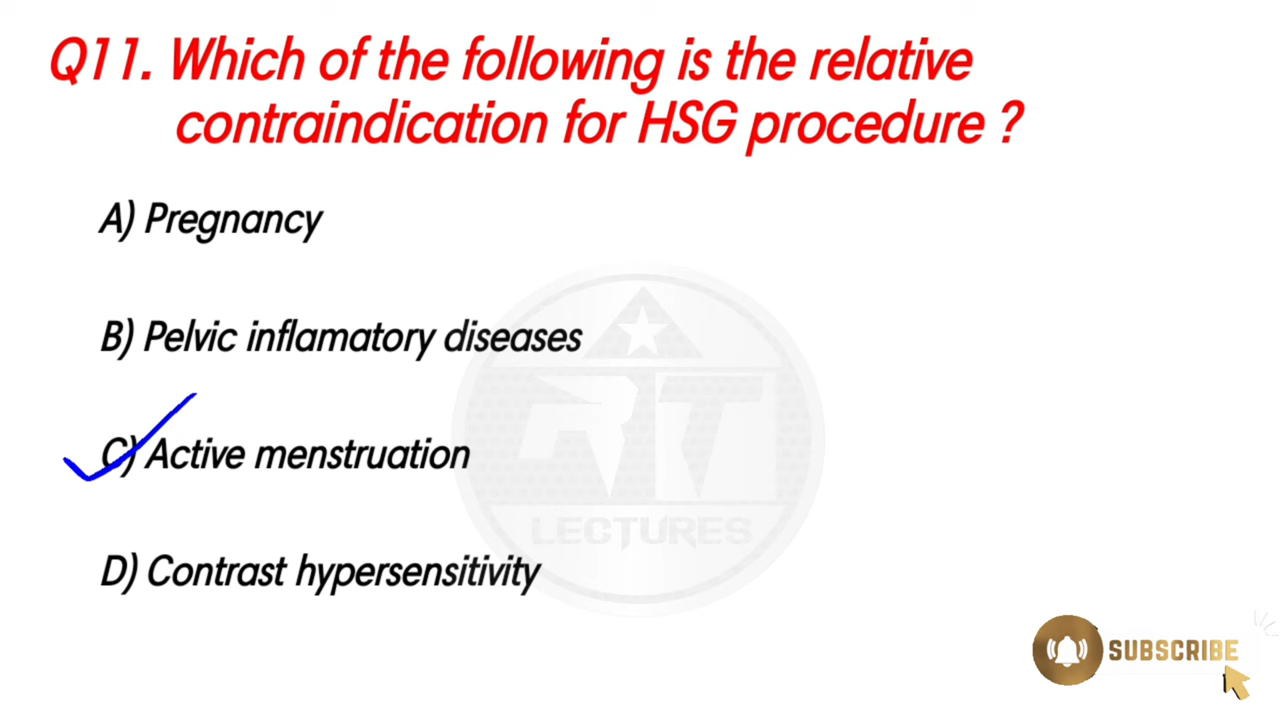 Q11. Which of the following is the relative
contraindication for HSG procedure ?
A) Pregnancy
B) Pelvic inflamatory diseases
C) Active menstruation
D) Contrast hypersensitivity
RT
LECTURES
SUBSCRIBE